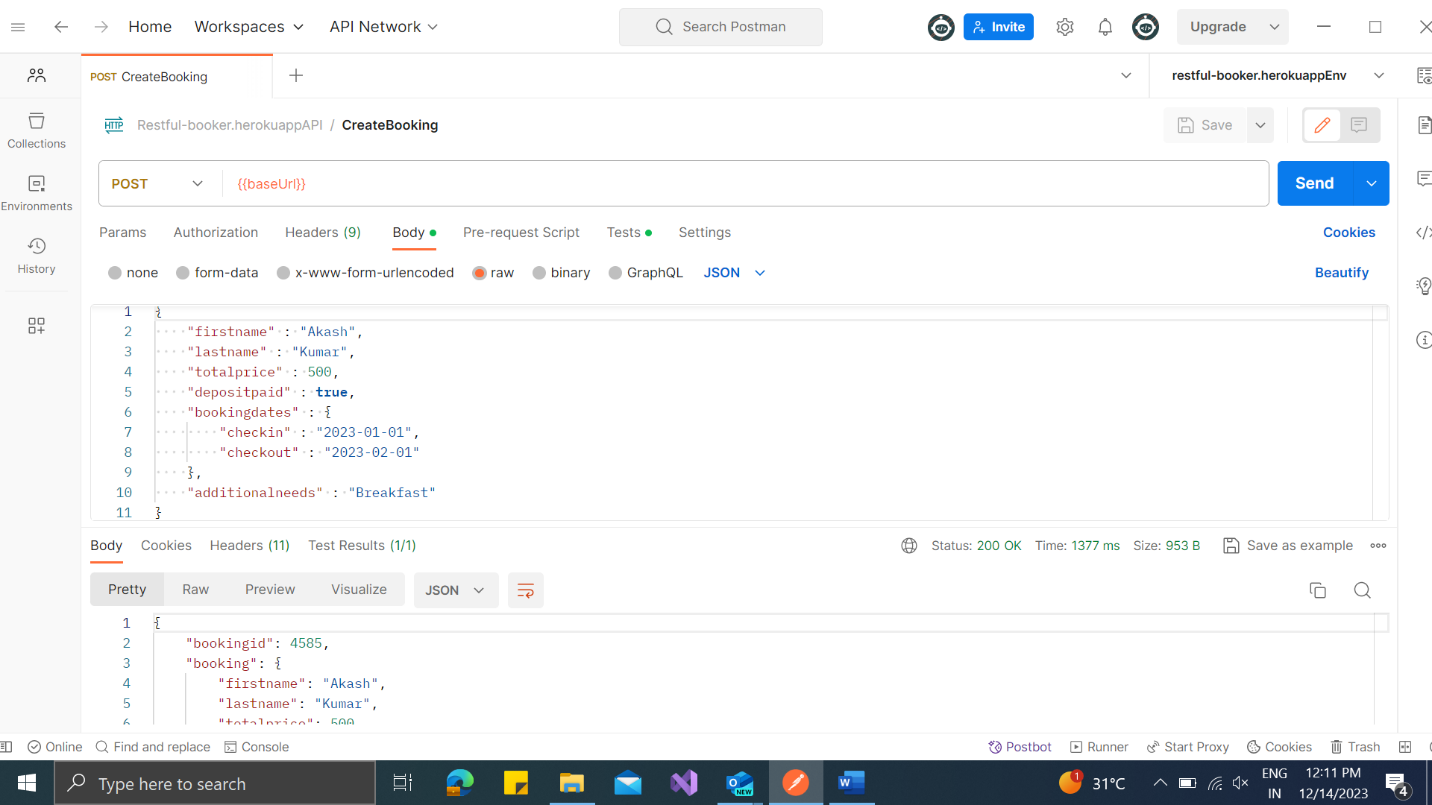 Home Workspaces API Network Search Postman Invite Upgrade
POST CreateBooking restful-booker.herokuappEnv
HTTP Restful-booker.herokuappAPI / CreateBooking Save
Collections
POST {{baseUrl}} Send
Environments
Params Authorization Headers (9) Body Pre-request Script Tests Settings Cookies
History
none form-data x-www-form-urlencoded raw binary GraphQL JSON Beautify
1 {
2 "firstname" : "Akash",
3 "lastname" : "Kumar",
4 "totalprice" : 500,
5 "depositpaid" : true,
6 "bookingdates" : {
7 "checkin" : "2023-01-01",
8 "checkout" : "2023-02-01"
9 },
10 "additionalneeds" : "Breakfast"
11 }
Body Cookies Headers (11) Test Results (1/1) Status: 200 OK Time: 1377 ms Size: 953 B Save as example
Pretty Raw Preview Visualize JSON
1 {
2 "bookingid": 4585,
3 "booking": {
4 "firstname": "Akash",
5 "lastname": "Kumar",
6 "totalprice": 500
Online Find and replace Console Postbot Runner Start Proxy Cookies Trash
Type here to search NEW 1 31°C ENG 12:11 PM
IN 12/14/2023 4